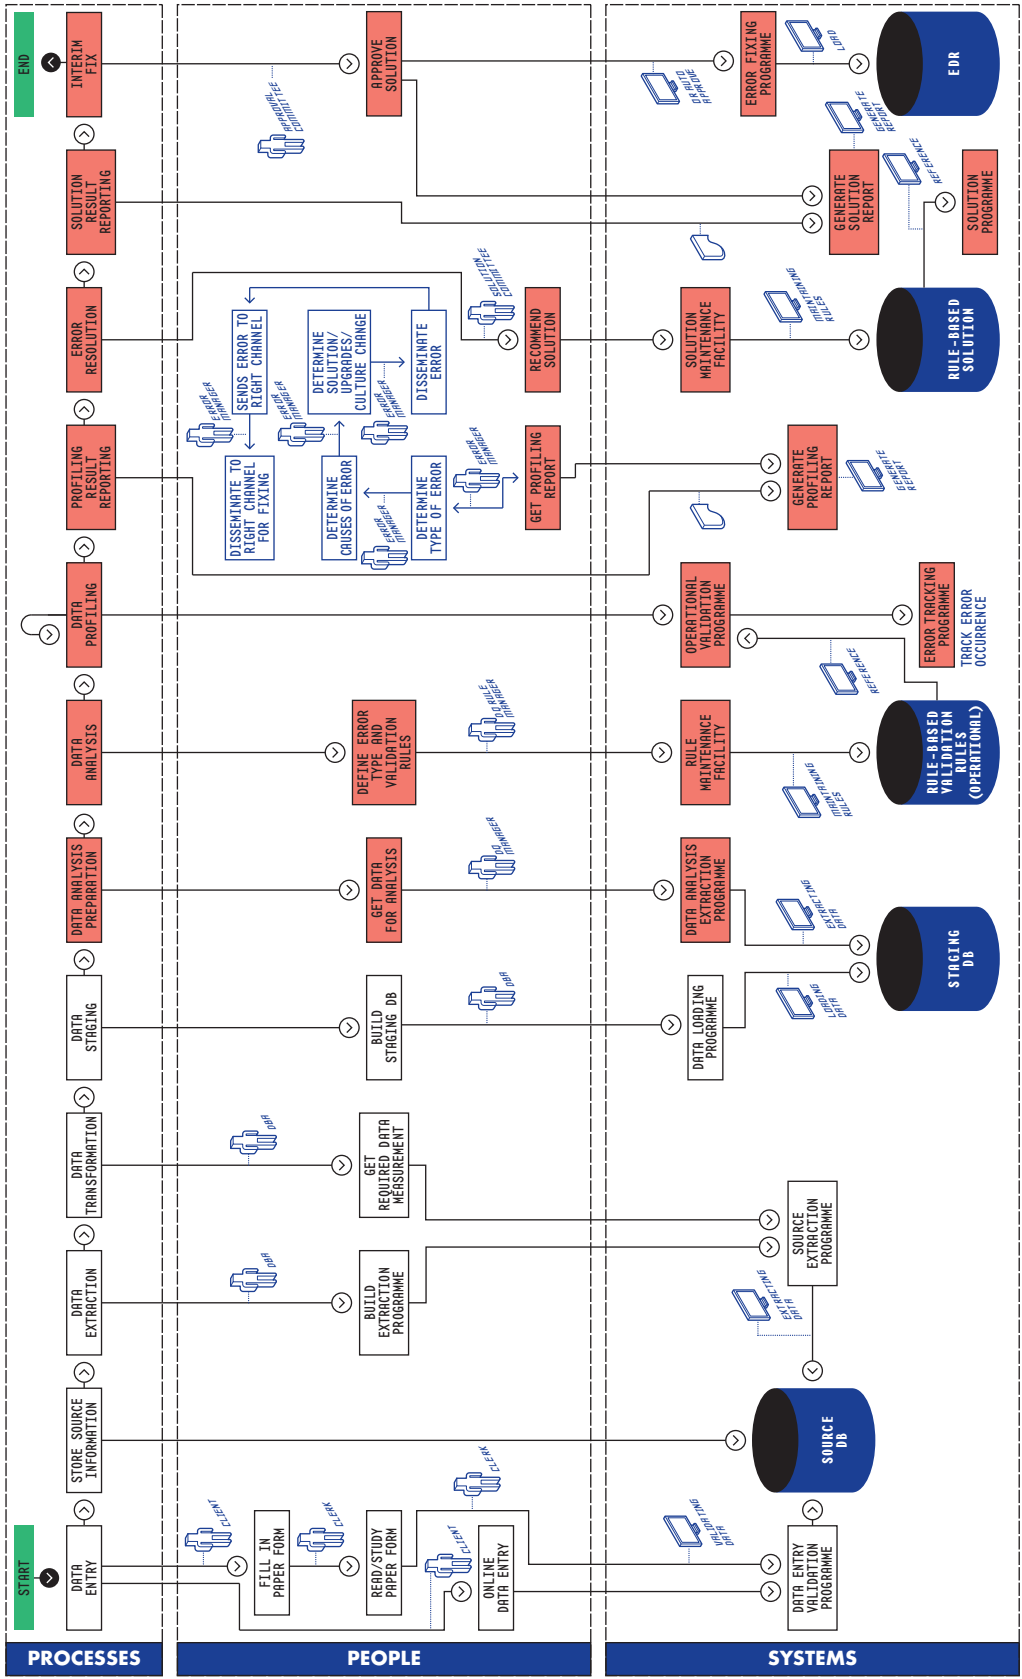 PROCESSES
START
DATA
ENTRY
STORE SOURCE
INFORMATION
DATA
EXTRACTION
DATA
TRANSFORMATION
DATA
STAGING
DATA ANALYSIS
PREPARATION
DATA
ANALYSIS
DATA
PROFILING
PROFILING
RESULT
REPORTING
ERROR
RESOLUTION
SOLUTION
RESULT
REPORTING
INTERIM
FIX
END
PEOPLE
CLIENT
FILL IN
PAPER FORM
CLERK
READ/STUDY
PAPER FORM
CLIENT
CLERK
ONLINE
DATA ENTRY
DBA
BUILD
EXTRACTION
PROGRAMME
DBA
GET
REQUIRED DATA
MEASUREMENT
BUILD
STAGING DB
DBA
GET DATA
FOR ANALYSIS
DQ
MANAGER
DEFINE ERROR
TYPE AND
VALIDATION
RULES
DQ RULE
MANAGER
DISSEMINATE TO
RIGHT CHANNEL
FOR FIXING
ERROR
MANAGER
SENDS ERROR TO
RIGHT CHANNEL
DETERMINE
CAUSES OF ERROR
ERROR
MANAGER
DETERMINE
SOLUTION/
UPGRADES/
CULTURE CHANGE
ERROR
MANAGER
DETERMINE
TYPE OF ERROR
ERROR
MANAGER
DISSEMINATE
ERROR
ERROR
MANAGER
GET PROFILING
REPORT
SOLUTION
COMMITTEE
RECOMMEND
SOLUTION
APPROVAL
COMMITTEE
APPROVE
SOLUTION
SYSTEMS
VALIDATING
DATA
DATA ENTRY
VALIDATION
PROGRAMME
SOURCE
DB
EXTRACTING
DATA
SOURCE
EXTRACTION
PROGRAMME
DATA LOADING
PROGRAMME
LOADING
DATA
STAGING
DB
DATA ANALYSIS
EXTRACTION
PROGRAMME
EXTRACTING
DATA
RULE
MAINTENANCE
FACILITY
MAINTAINING
RULES
RULE-BASED
VALIDATION
RULES
(OPERATIONAL)
REFERENCE
OPERATIONAL
VALIDATION
PROGRAMME
ERROR TRACKING
PROGRAMME
TRACK ERROR
OCCURRENCE
GENERATE
PROFILING
REPORT
GENERATE
REPORT
SOLUTION
MAINTENANCE
FACILITY
MAINTAINING
RULES
RULE-BASED
SOLUTION
REFERENCE
SOLUTION
PROGRAMME
GENERATE
SOLUTION
REPORT
GENERATE
REPORT
OR AUTO
APPROVE
ERROR FIXING
PROGRAMME
LOAD
EDR